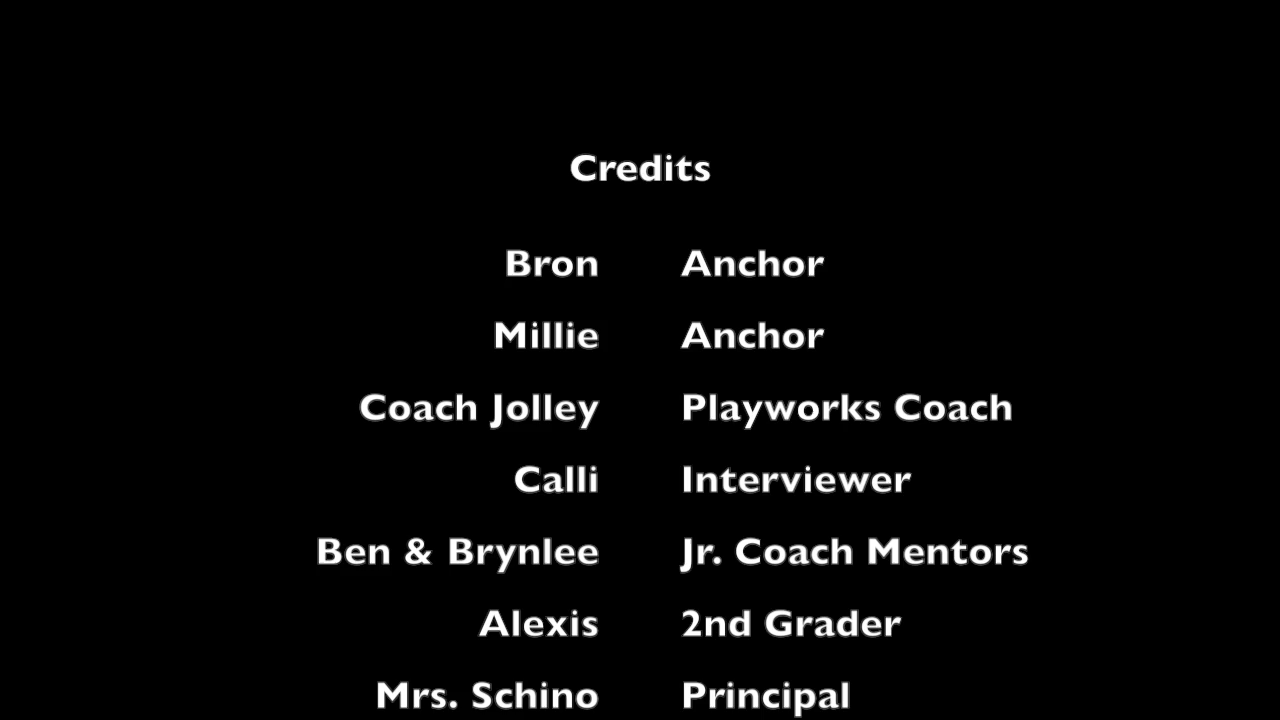 Credits
Bron Anchor
Millie Anchor
Coach Jolley Playworks Coach
Calli Interviewer
Ben & Brynlee Jr. Coach Mentors
Alexis 2nd Grader
Mrs. Schino Principal